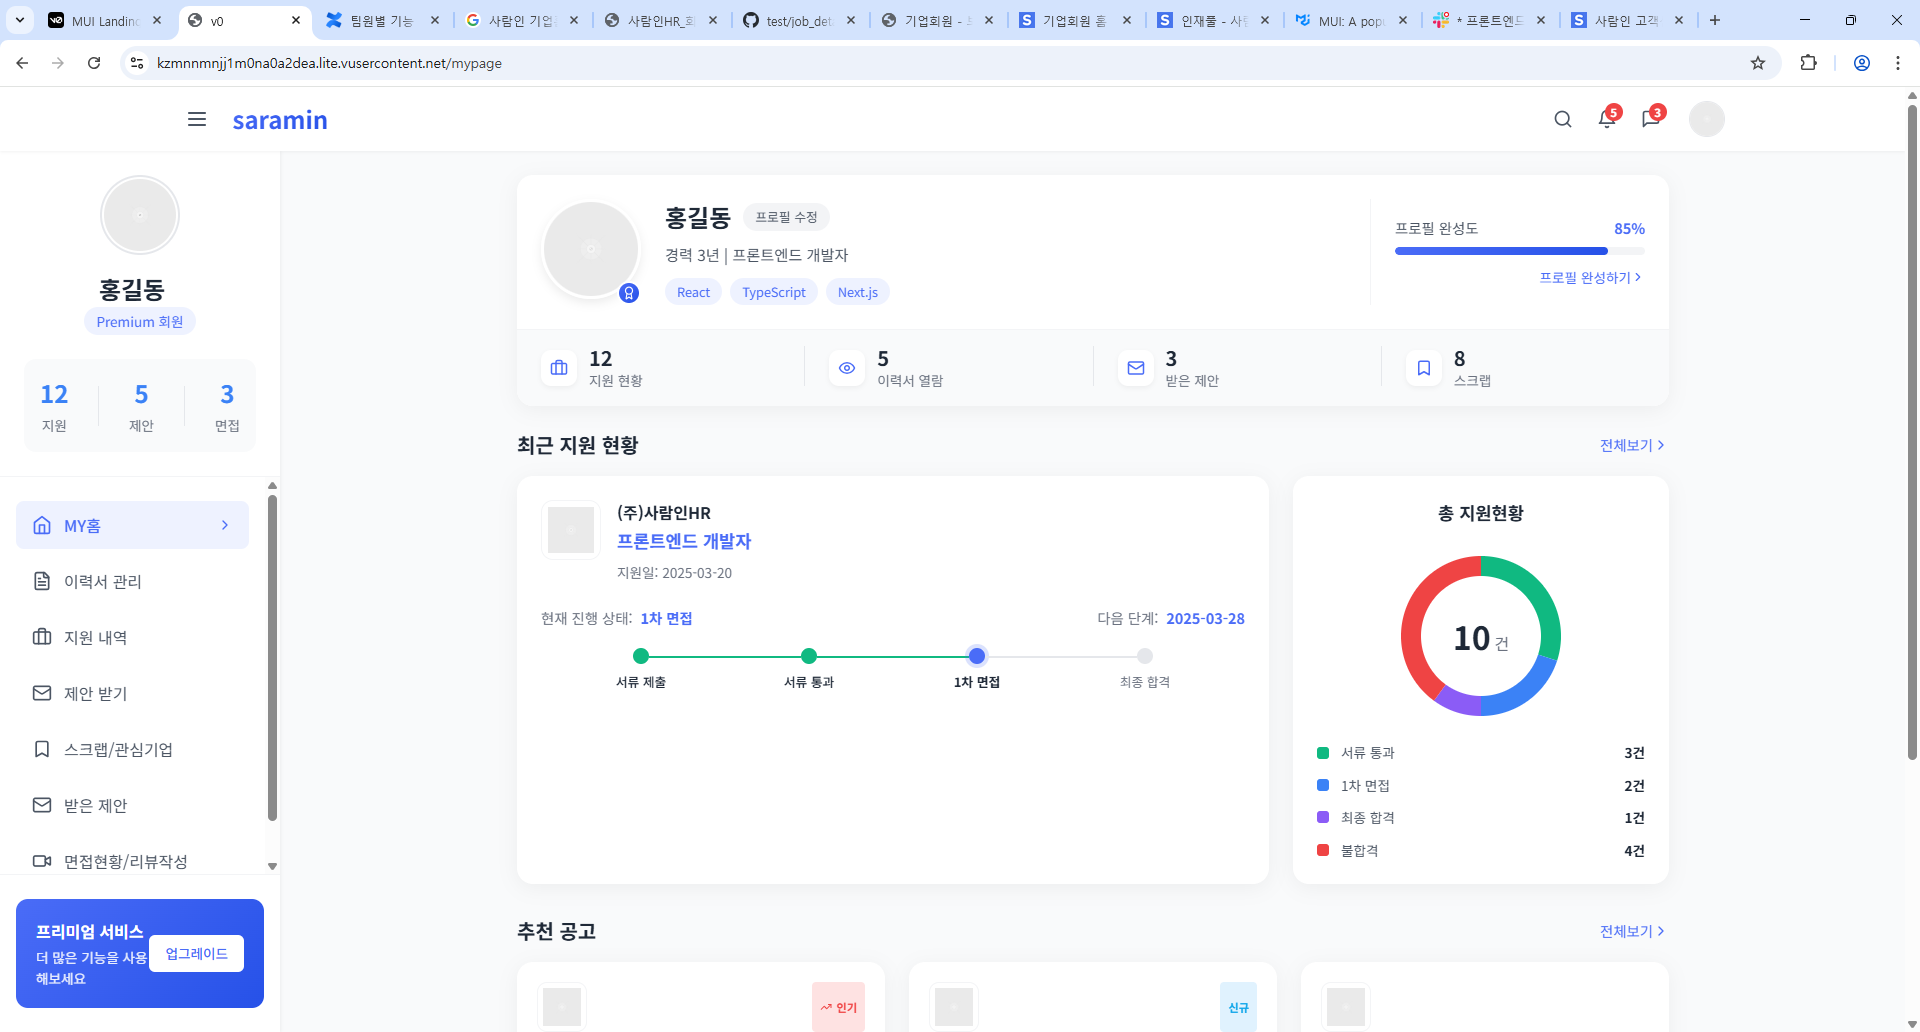 MUI Landin
v0
팀원별 기능
사람인 기업
사람인HR_회
test/job_det
기업회원 -
기업회원 홈
인재풀 - 사람
MUI: A popu
* 프론트엔드
사람인 고객
kzmnnmnjj1m0na0a2dea.lite.vusercontent.net/mypage
saramin
5
3
홍길동
Premium 회원
12
5
3
지원
제안
면접
MY홈
이력서 관리
지원 내역
제안 받기
스크랩/관심기업
받은 제안
면접현황/리뷰작성
프리미엄 서비스
더 많은 기능을 사용
해보세요
업그레이드
홍길동
프로필 수정
경력 3년 | 프론트엔드 개발자
React
TypeScript
Next.js
프로필 완성도
85%
프로필 완성하기
12
지원 현황
5
이력서 열람
3
받은 제안
8
스크랩
최근 지원 현황
전체보기
(주)사람인HR
프론트엔드 개발자
지원일: 2025-03-20
현재 진행 상태: 1차 면접
다음 단계: 2025-03-28
서류 제출
서류 통과
1차 면접
최종 합격
총 지원현황
10 건
서류 통과 3건
1차 면접 2건
최종 합격 1건
불합격 4건
추천 공고
전체보기
인기
신규